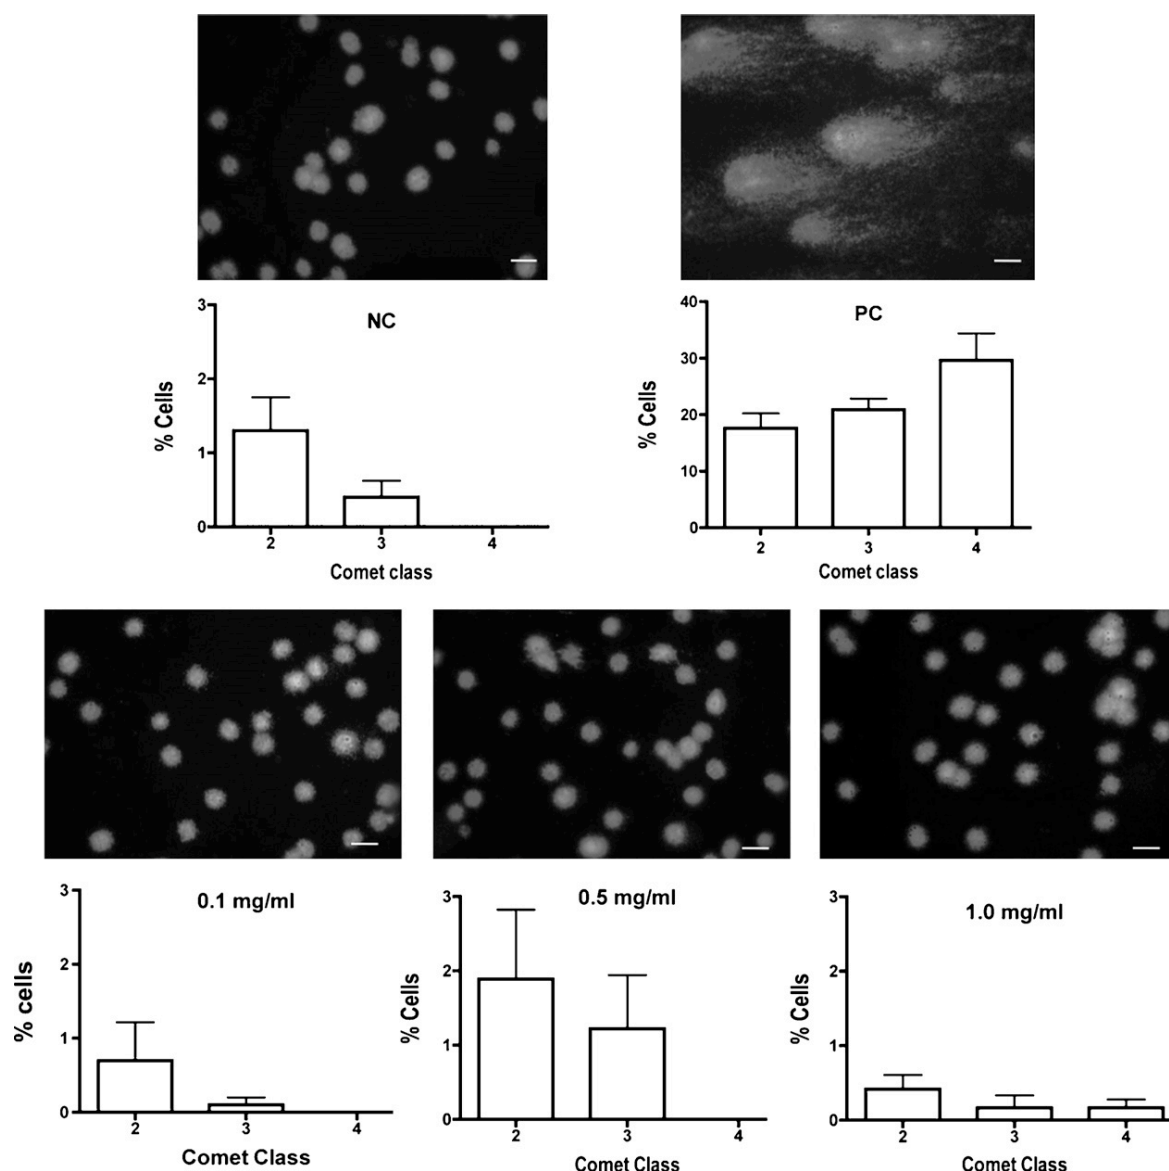 3
2
1
0
% Cells
NC
2 3 4
Comet class
40
30
20
10
0
% Cells
PC
2 3 4
Comet class
3
2
1
0
% cells
0.1 mg/ml
2 3 4
Comet Class
3
2
1
0
% Cells
0.5 mg/ml
2 3 4
Comet Class
3
2
1
0
% Cells
1.0 mg/ml
2 3 4
Comet Class